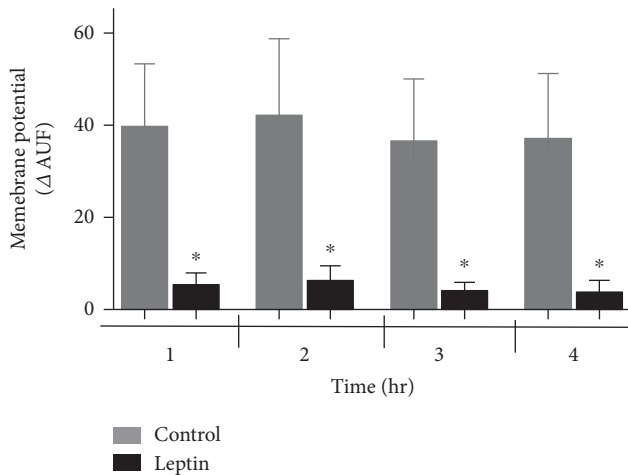 Memebrane potential
(Δ AUF)
60
40
20
0
* * * *
1 2 3 4
Time (hr)
Control
Leptin